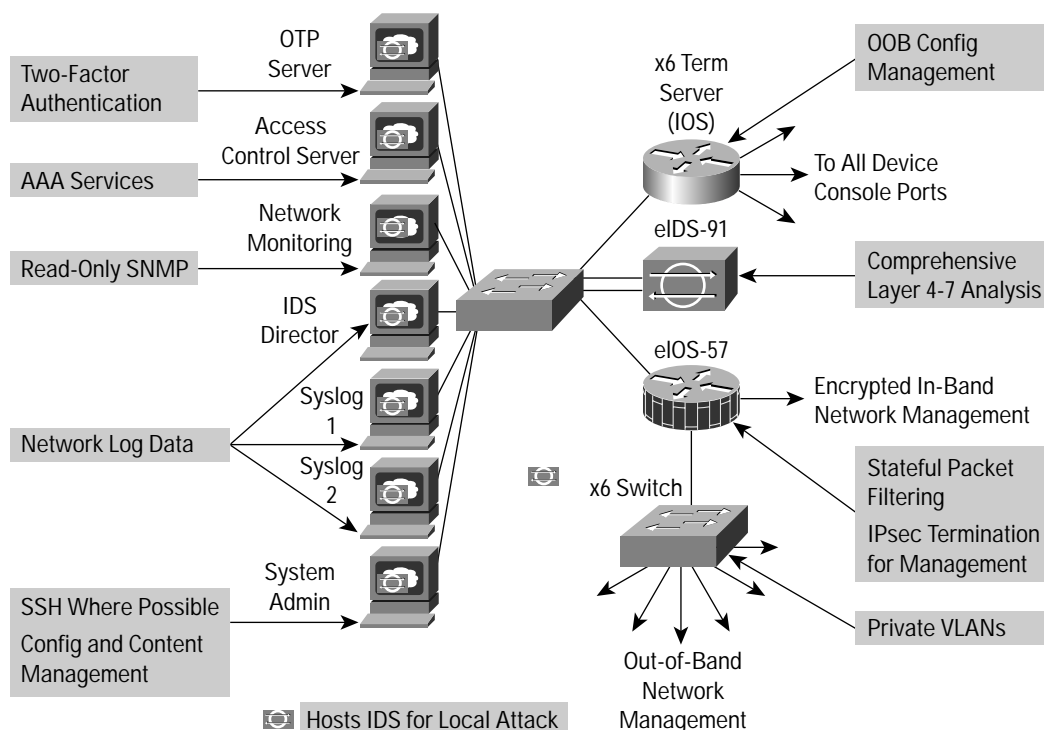 OTP
Server
Two-Factor
Authentication
Access
Control Server
AAA Services
Network
Monitoring
Read-Only SNMP
IDS
Director
Syslog
1
Network Log Data
Syslog
2
System
Admin
SSH Where Possible
Config and Content
Management
Hosts IDS for Local Attack
x6 Term
Server
(IOS)
OOB Config
Management
To All Device
Console Ports
eIDS-91
Comprehensive
Layer 4-7 Analysis
eIOS-57
Encrypted In-Band
Network Management
x6 Switch
Stateful Packet
Filtering
IPsec Termination
for Management
Private VLANs
Out-of-Band
Network
Management